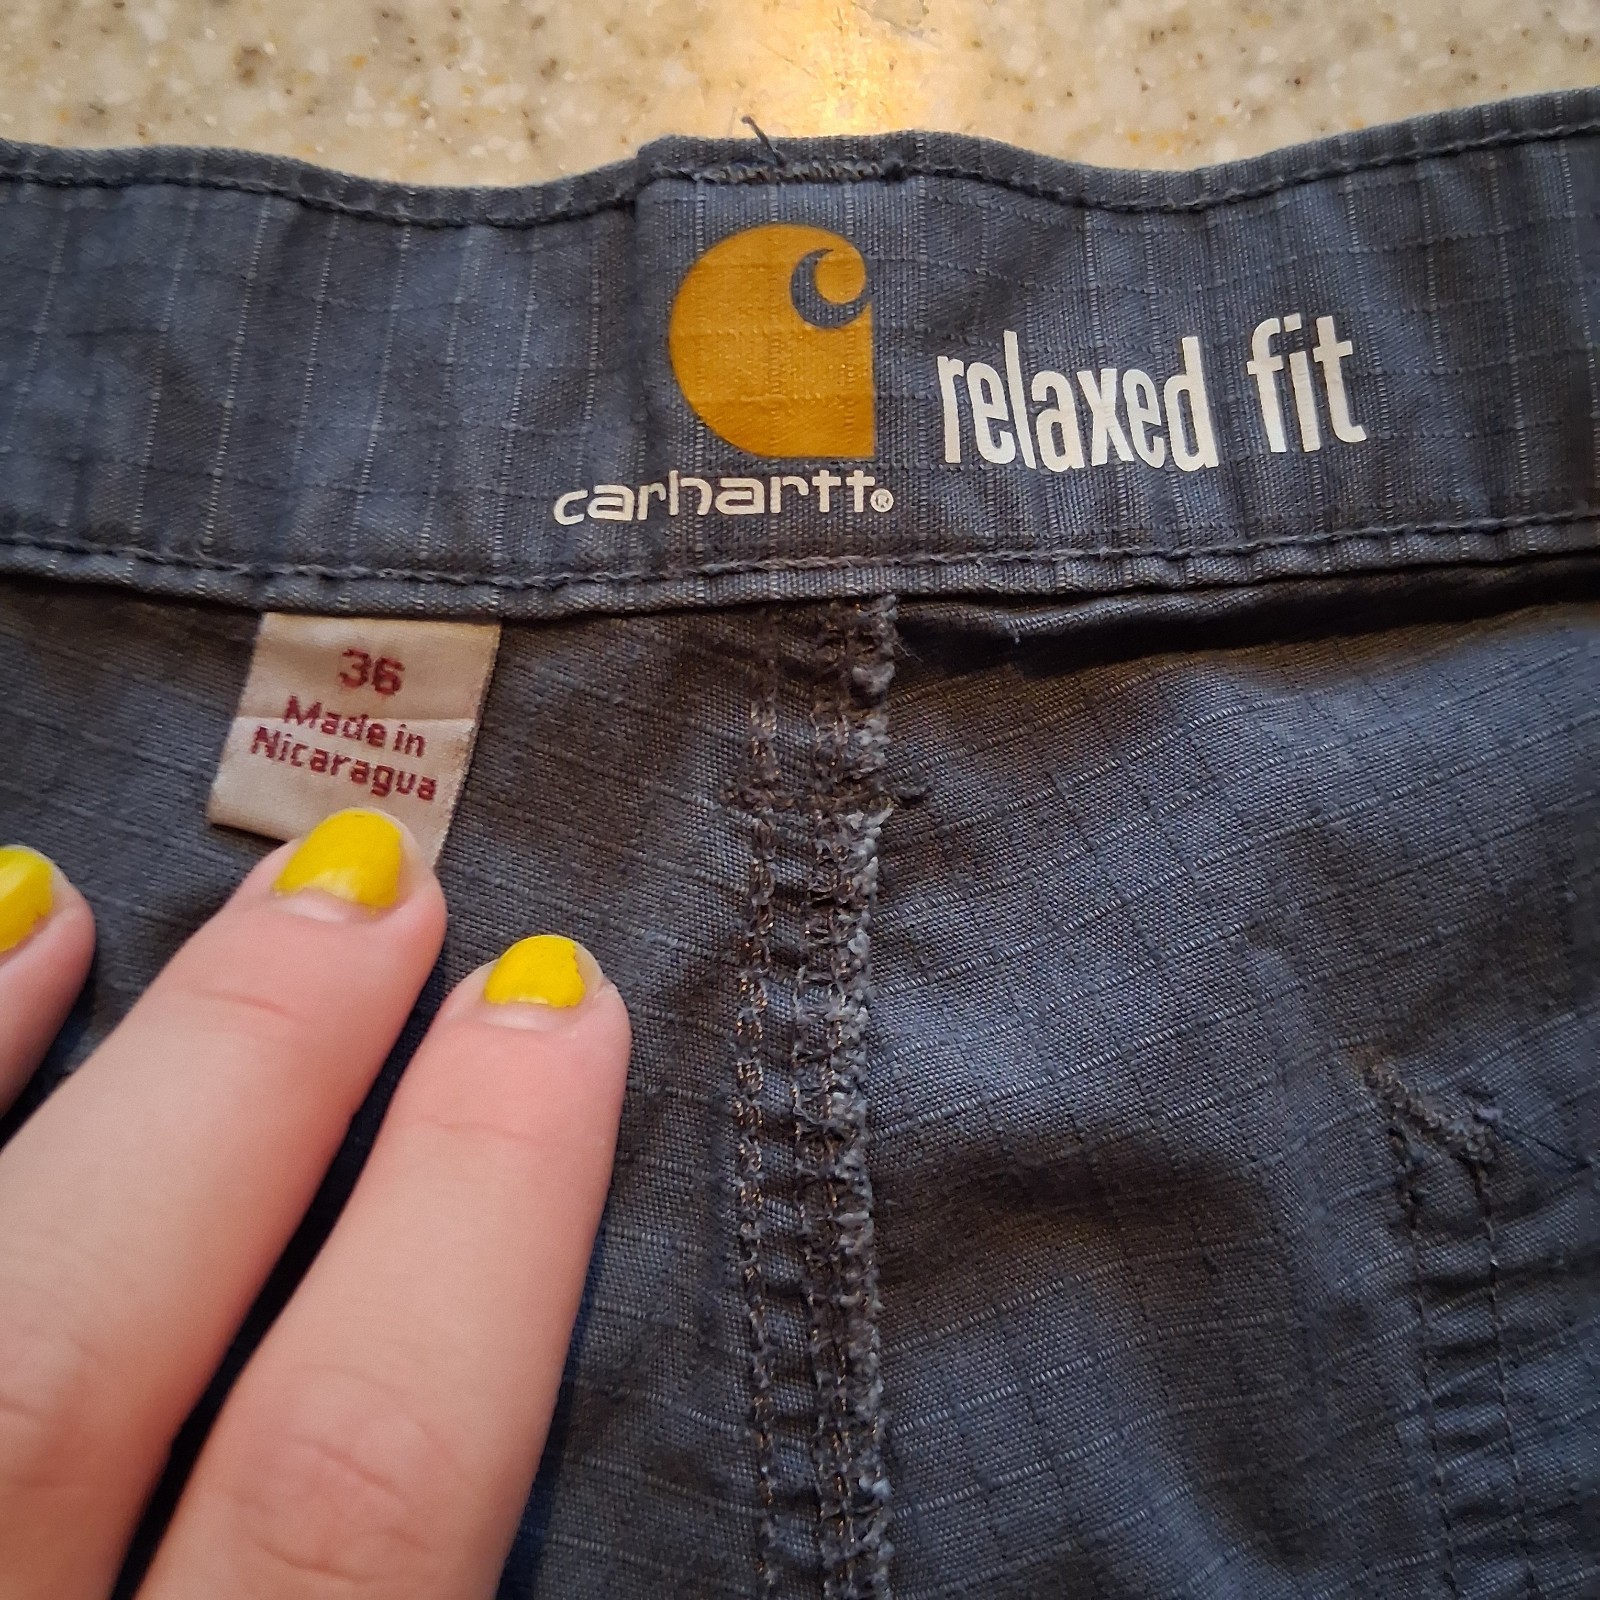 carhartt®
relaxed fit
36
Made in
Nicaragua